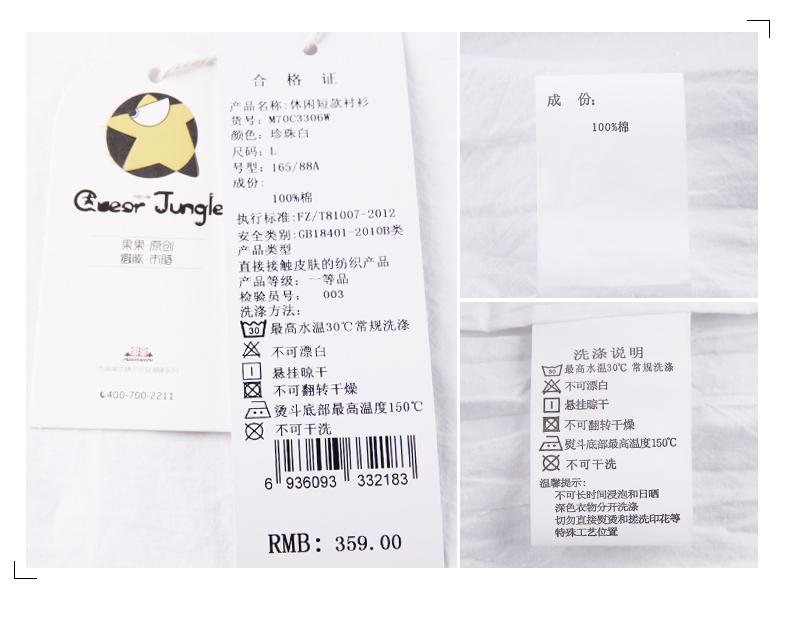 Queer Jungle
果果·原创
400-700-2211
合 格 证
产品名称:休闲短款衬衫
货号: M70C3306W
颜色: 珍珠白
尺码: L
号型: 165/88A
成份:
100%棉
执行标准:FZ/T81007-2012
安全类别:GB18401-2010B类
产品类型
直接接触皮肤的纺织产品
产品等级: 一等品
检验员号: 003
洗涤方法:
30 最高水温30℃常规洗涤
不可漂白
悬挂晾干
不可翻转干燥
熨斗底部最高温度150℃
不可干洗
6 936093 332183
RMB: 359.00
成 份:
100%棉
洗涤说明
30 最高水温30℃ 常规洗涤
不可漂白
悬挂晾干
不可翻转干燥
熨斗底部最高温度150℃
不可干洗
温馨提示:
不可长时间浸泡和日晒
深色衣物分开洗涤
切勿直接熨烫和搓洗印花等
特殊工艺位置